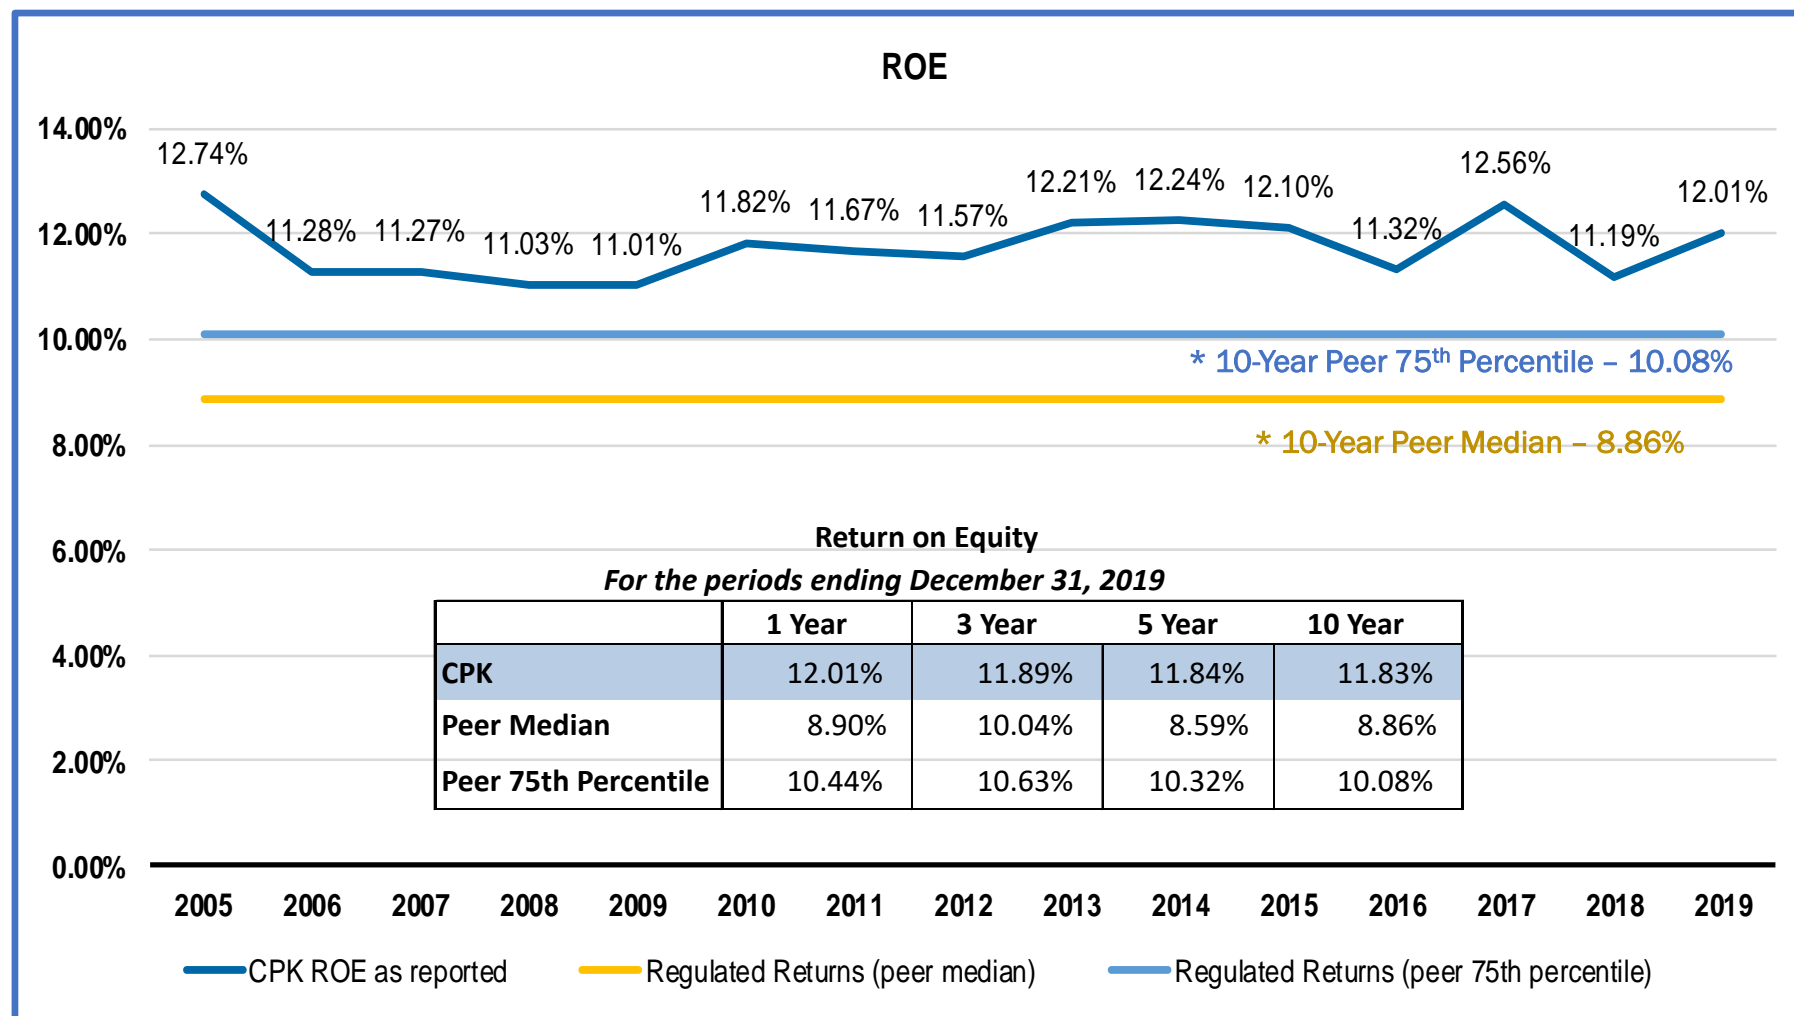 ROE
14.00%
12.00%
10.00%
8.00%
6.00%
4.00%
2.00%
0.00%
12.74%
11.28%
11.27%
11.03%
11.01%
11.82%
11.67%
11.57%
12.21%
12.24%
12.10%
11.32%
12.56%
11.19%
12.01%
* 10-Year Peer 75th Percentile – 10.08%
* 10-Year Peer Median – 8.86%
Return on Equity
For the periods ending December 31, 2019
1 Year 3 Year 5 Year 10 Year
CPK 12.01% 11.89% 11.84% 11.83%
Peer Median 8.90% 10.04% 8.59% 8.86%
Peer 75th Percentile 10.44% 10.63% 10.32% 10.08%
2005 2006 2007 2008 2009 2010 2011 2012 2013 2014 2015 2016 2017 2018 2019
CPK ROE as reported Regulated Returns (peer median) Regulated Returns (peer 75th percentile)